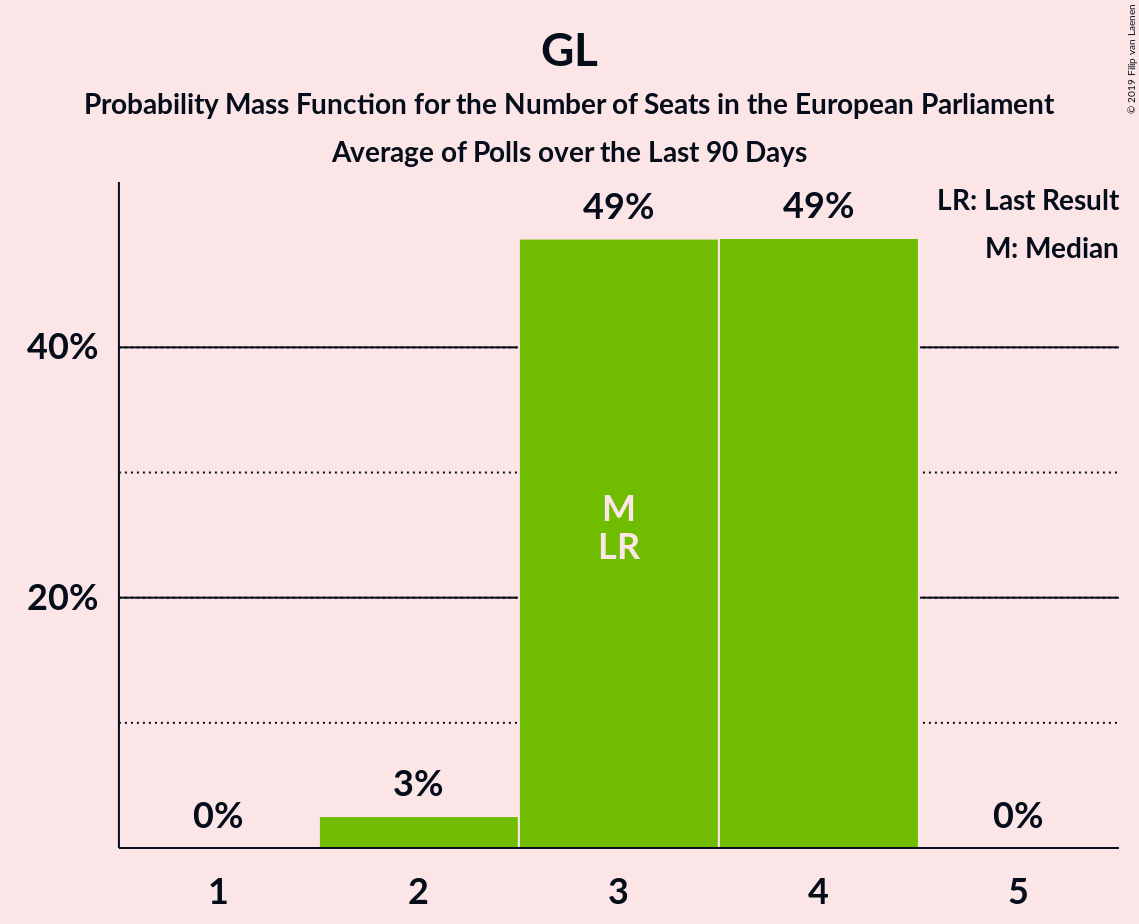 GL
Probability Mass Function for the Number of Seats in the European Parliament
Average of Polls over the Last 90 Days
© 2019 Filip van Laenen
LR: Last Result
M: Median
49%
49%
40%
M
LR
20%
3%
0%
0%
1
2
3
4
5